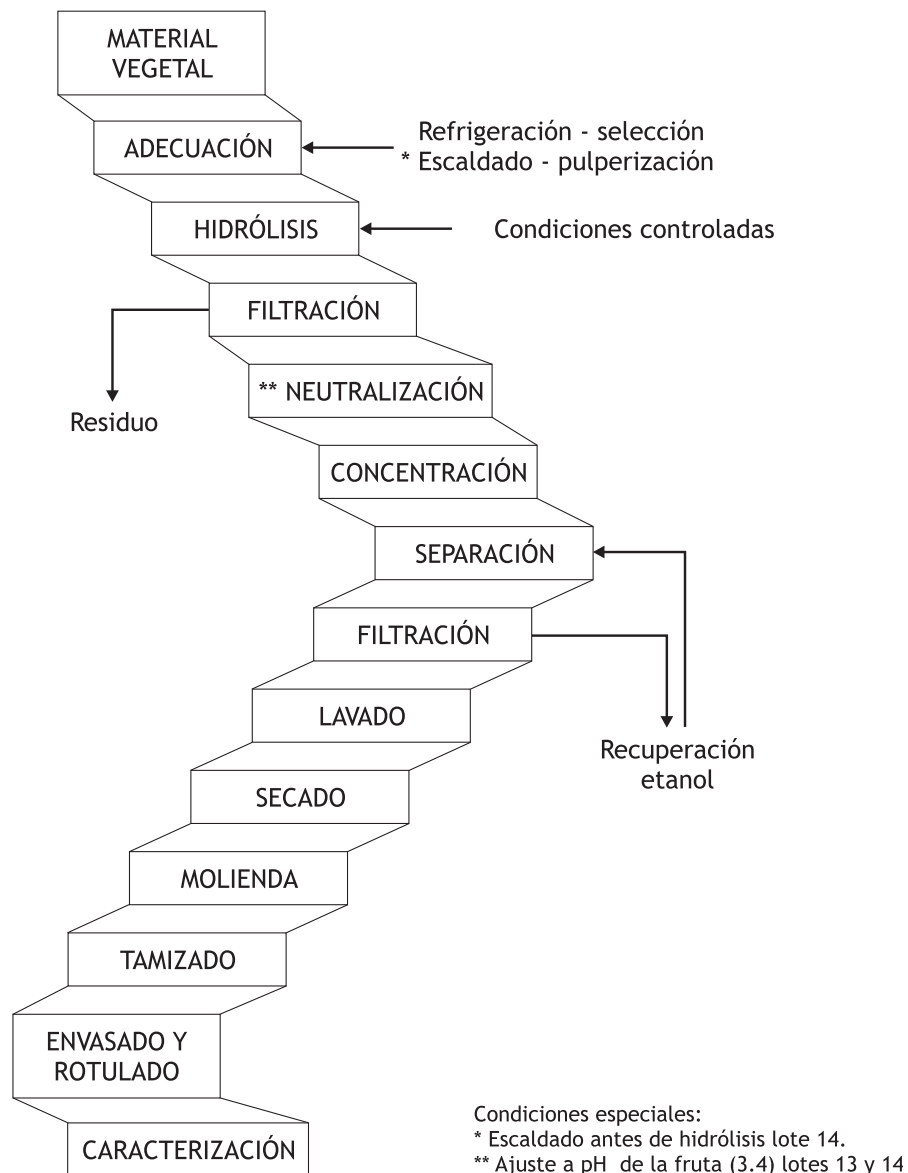 MATERIAL
VEGETAL
ADECUACIÓN
Refrigeración - selección
* Escaldado - pulperización
HIDRÓLISIS
Condiciones controladas
FILTRACIÓN
Residuo
** NEUTRALIZACIÓN
CONCENTRACIÓN
SEPARACIÓN
FILTRACIÓN
Recuperación
etanol
LAVADO
SECADO
MOLIENDA
TAMIZADO
ENVASADO Y
ROTULADO
CARACTERIZACIÓN
Condiciones especiales:
* Escaldado antes de hidrólisis lote 14.
** Ajuste a pH de la fruta (3.4) lotes 13 y 14